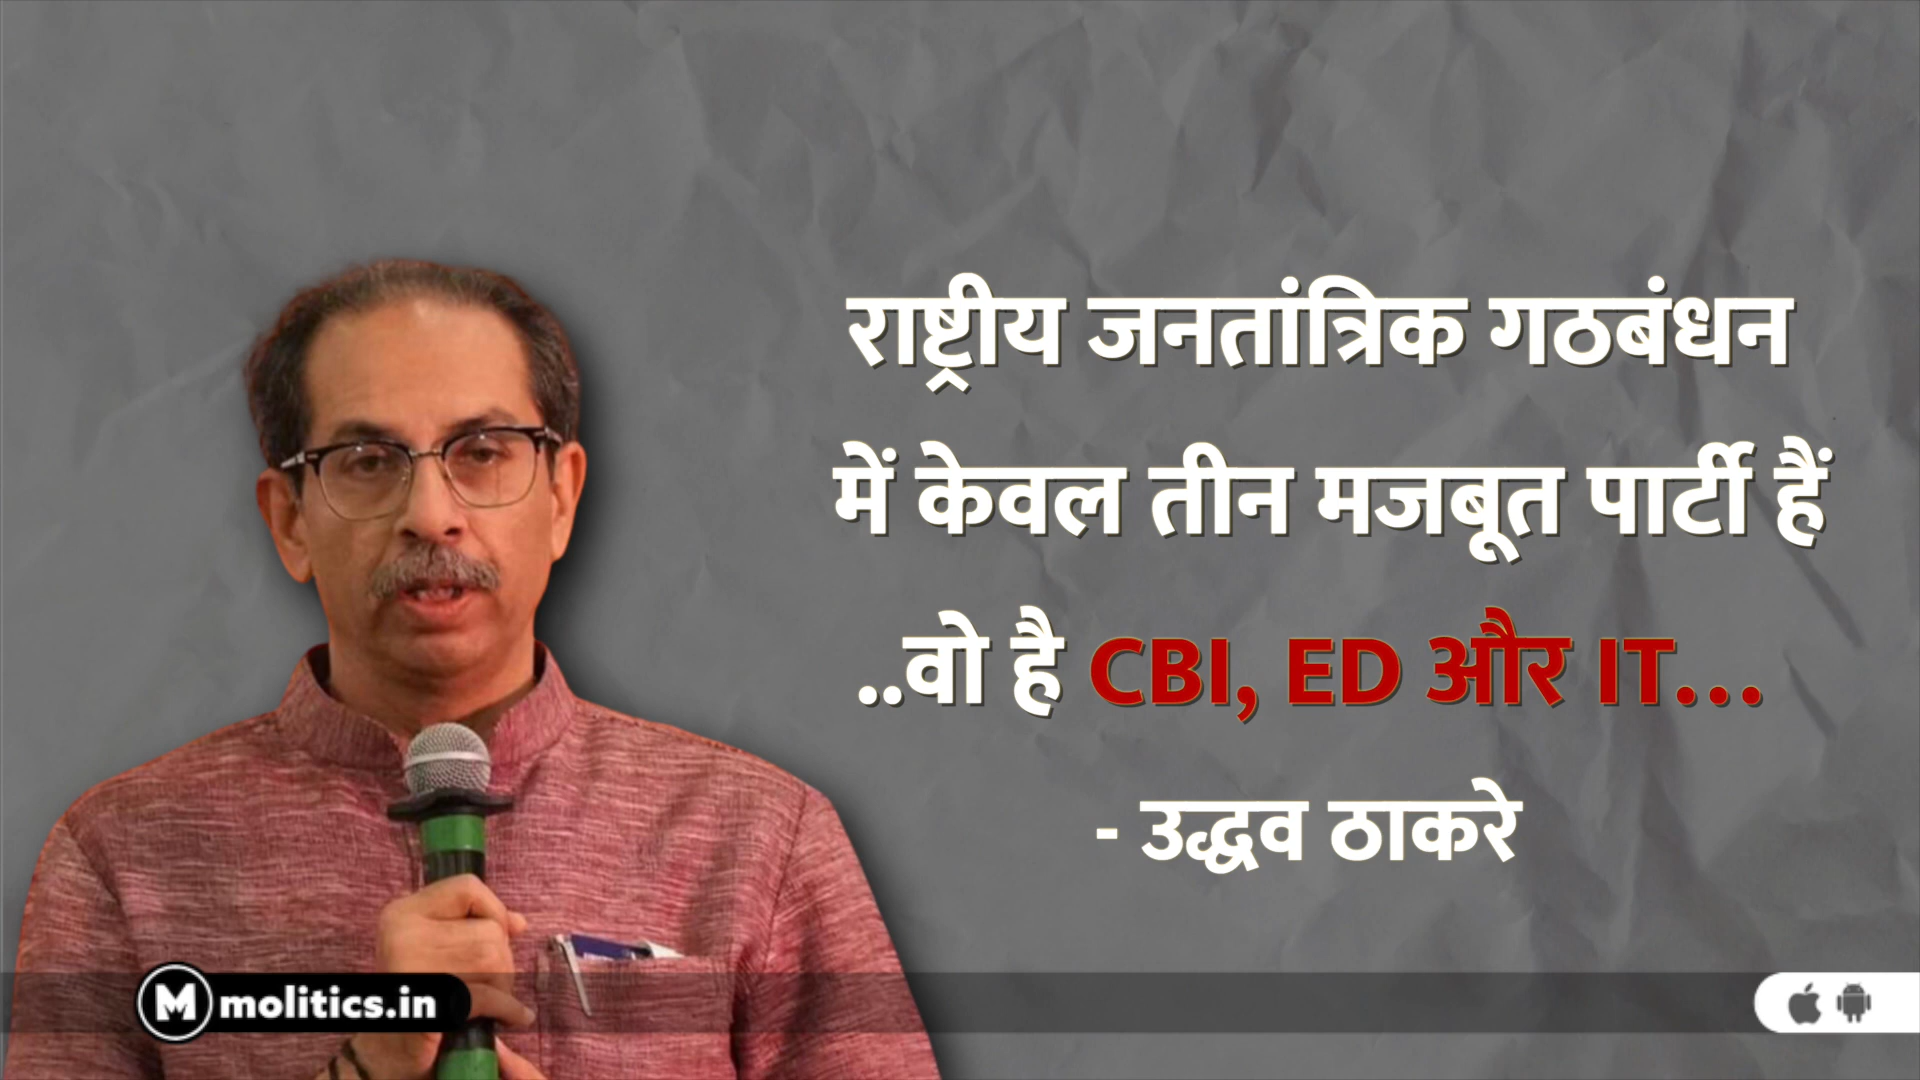 राष्ट्रीय जनतांत्रिक गठबंधन
में केवल तीन मजबूत पार्टी हैं
..वो है CBI, ED और IT...
- उद्धव ठाकरे
M molitics.in